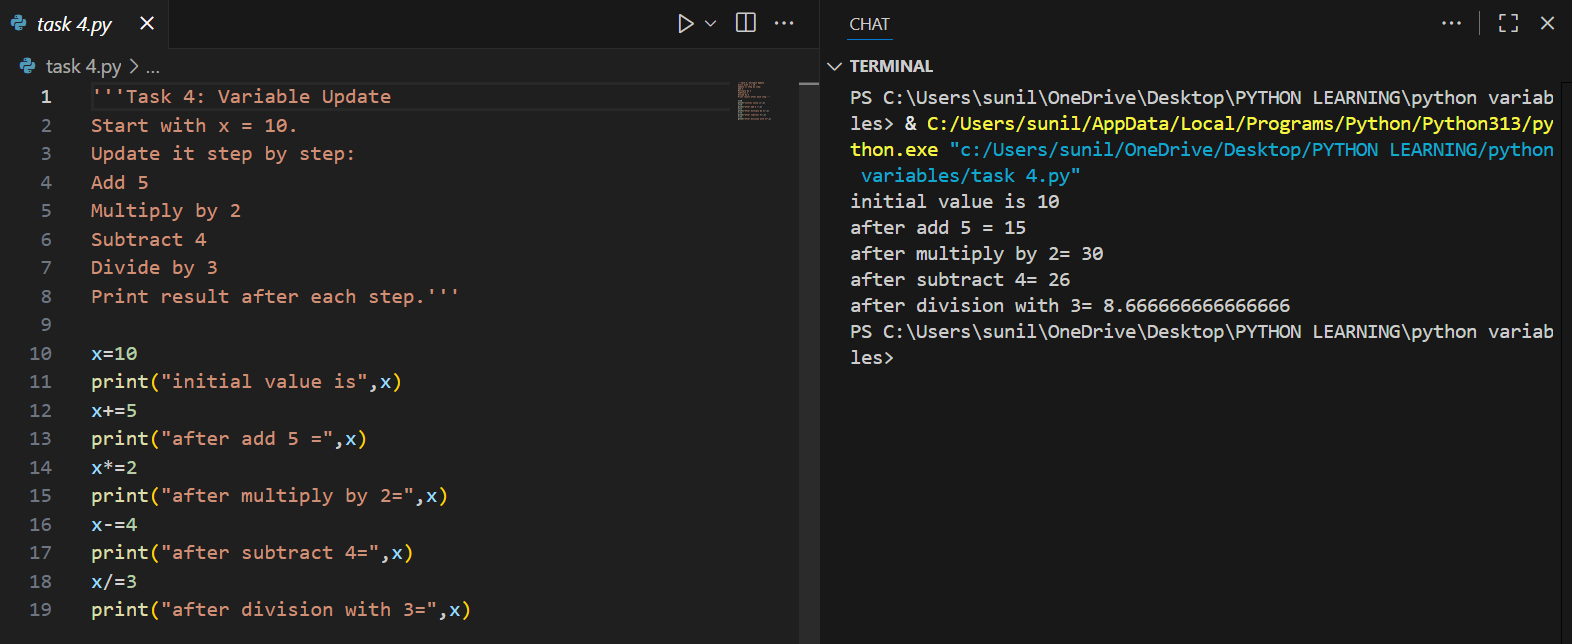 task 4.py
task 4.py > ...
1 '''Task 4: Variable Update
2 Start with x = 10.
3 Update it step by step:
4 Add 5
5 Multiply by 2
6 Subtract 4
7 Divide by 3
8 Print result after each step.'''
9
10 x=10
11 print("initial value is",x)
12 x+=5
13 print("after add 5 =",x)
14 x*=2
15 print("after multiply by 2=",x)
16 x-=4
17 print("after subtract 4=",x)
18 x/=3
19 print("after division with 3=",x)
CHAT
TERMINAL
PS C:\Users\sunil\OneDrive\Desktop\PYTHON LEARNING\python variab
les> & C:/Users/sunil/AppData/Local/Programs/Python/Python313/py
thon.exe "c:/Users/sunil/OneDrive/Desktop/PYTHON LEARNING/python
 variables/task 4.py"
initial value is 10
after add 5 = 15
after multiply by 2= 30
after subtract 4= 26
after division with 3= 8.666666666666666
PS C:\Users\sunil\OneDrive\Desktop\PYTHON LEARNING\python variab
les>